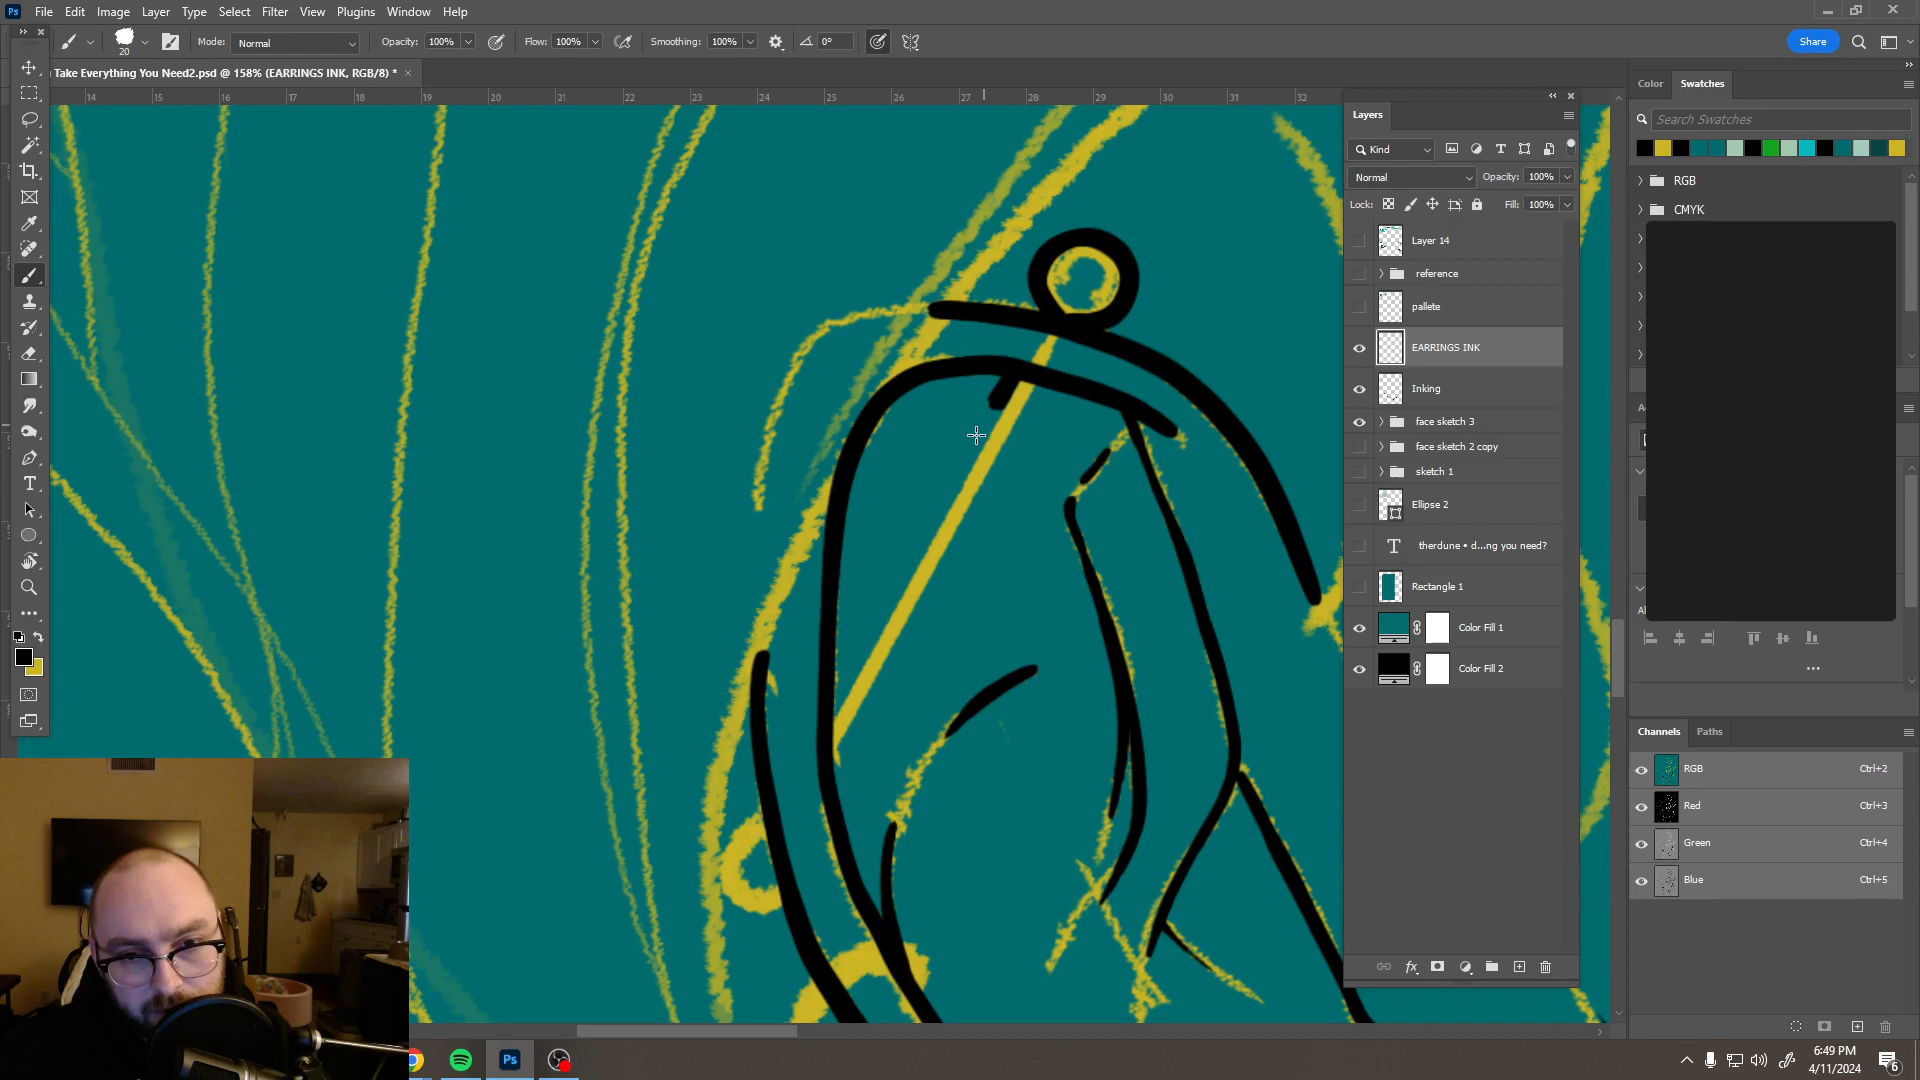 Ps File Edit Image Layer Type Select Filter View Plugins Window Help
20 Mode: Normal Opacity: 100% Flow: 100% Smoothing: 100% 0° Share
Take Everything You Need2.psd @ 158% (EARRINGS INK, RGB/8) *
14 15 16 17 18 19 20 21 22 23 24 25 26 27 28 29 30 31 32
Layers
Kind
Normal Opacity: 100%
Lock: Fill: 100%
Layer 14
reference
pallete
EARRINGS INK
Inking
face sketch 3
face sketch 2 copy
sketch 1
Ellipse 2
T therdune • d...ng you need?
Rectangle 1
Color Fill 1
Color Fill 2
fx
Color Swatches
Search Swatches
RGB
CMYK
Channels Paths
RGB Ctrl+2
Red Ctrl+3
Green Ctrl+4
Blue Ctrl+5
Ps
6:49 PM
4/11/2024
6